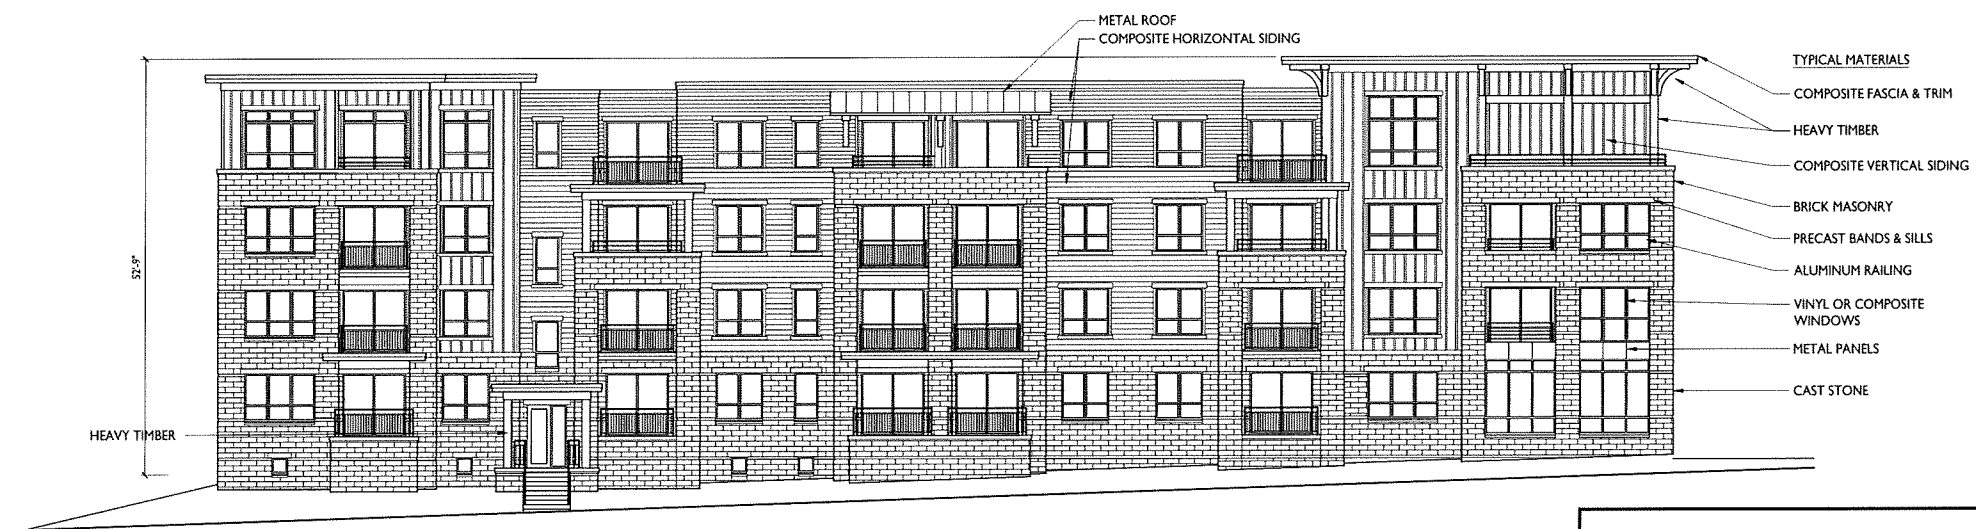 METAL ROOF
COMPOSITE HORIZONTAL SIDING
TYPICAL MATERIALS
COMPOSITE FASCIA & TRIM
HEAVY TIMBER
COMPOSITE VERTICAL SIDING
BRICK MASONRY
PRECAST BANDS & SILLS
ALUMINUM RAILING
VINYL OR COMPOSITE
WINDOWS
METAL PANELS
CAST STONE
52'-9"
HEAVY TIMBER